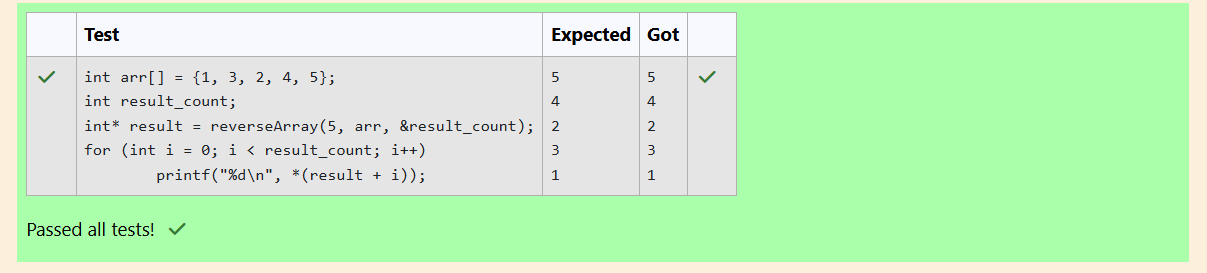 Test Expected Got
int arr[] = {1, 3, 2, 4, 5}; 5 5
int result_count; 4 4
int* result = reverseArray(5, arr, &result_count); 2 2
for (int i = 0; i < result_count; i++) 3 3
printf("%d\n", *(result + i)); 1 1
Passed all tests!